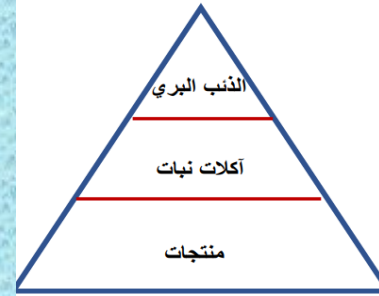 الذئب البري
آكلات نبات
منتجات